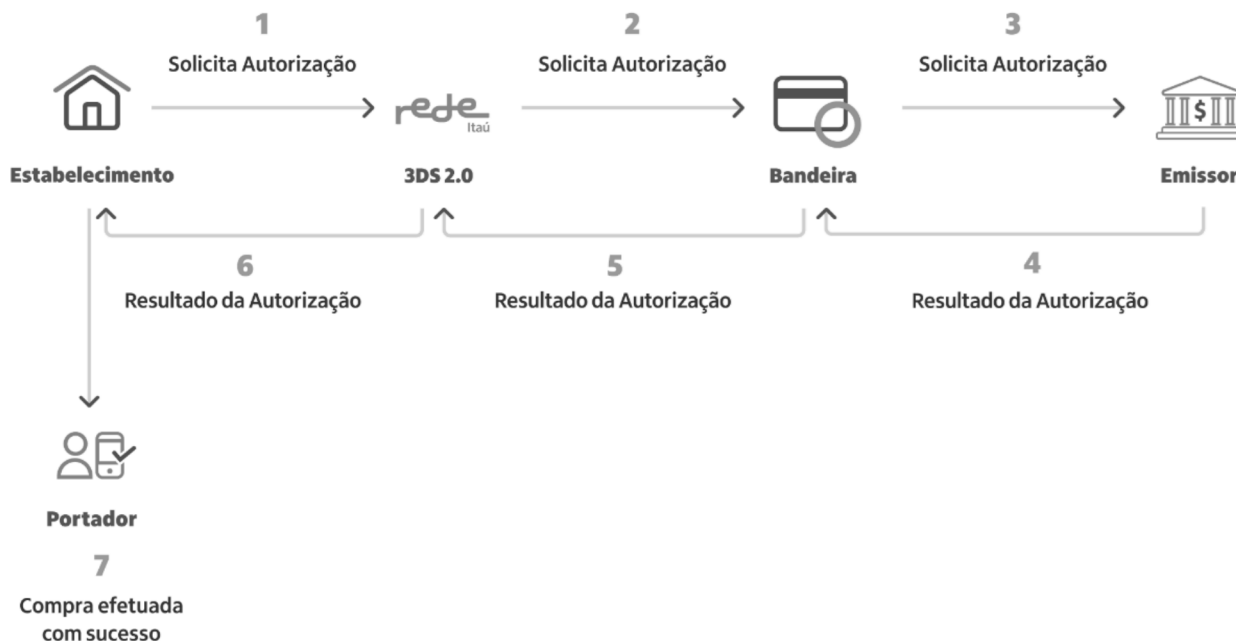 1
Solicita Autorização
2
Solicita Autorização
3
Solicita Autorização
rede
Itaú
$
Estabelecimento
3DS 2.0
Bandeira
Emissor
6
Resultado da Autorização
5
Resultado da Autorização
4
Resultado da Autorização
Portador
7
Compra efetuada
com sucesso